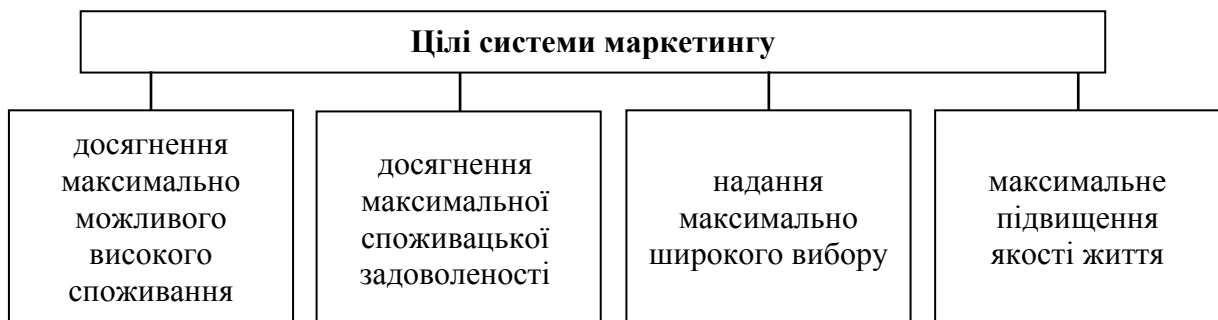 Цілі системи маркетингу
досягнення
максимально
можливого
високого
споживання
досягнення
максимальної
споживацької
задоволеності
надання
максимально
широкого вибору
максимальне
підвищення
якості життя